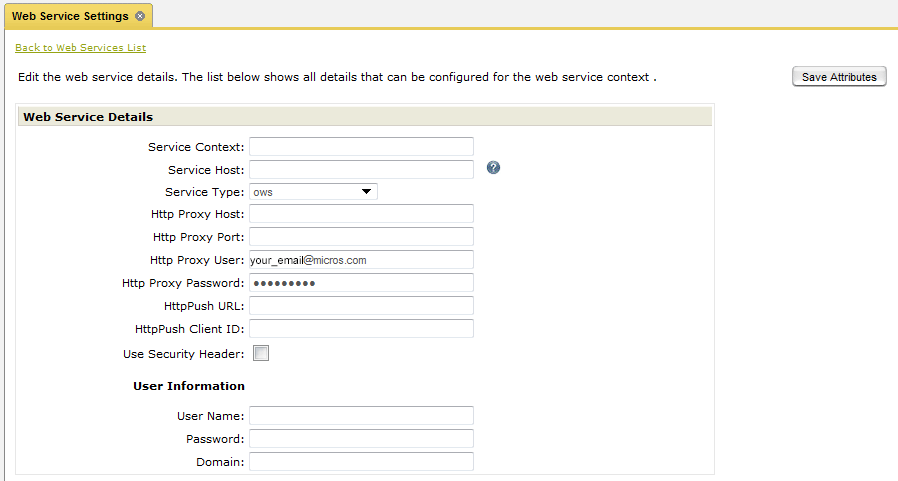 Web Service Settings
Back to Web Services List
Edit the web service details. The list below shows all details that can be configured for the web service context .
Save Attributes
Web Service Details
Service Context:
Service Host: ?
Service Type: ows
Http Proxy Host:
Http Proxy Port:
Http Proxy User: your_email@micros.com
Http Proxy Password: ●●●●●●●●●
HttpPush URL:
HttpPush Client ID:
Use Security Header:
User Information
User Name:
Password:
Domain: